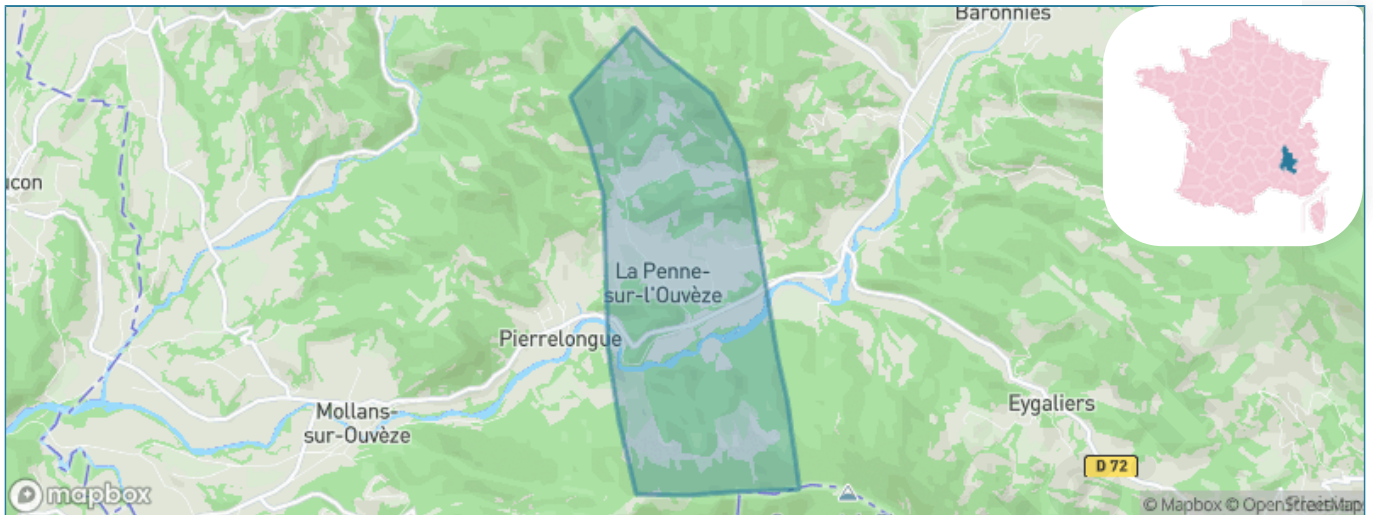 Baronnies
ucon
La Penne-
sur-l'Ouvèze
Pierrelongue
Mollans-
sur-Ouvèze
Eygaliers
D 72
mapbox
© Mapbox © OpenStreetMap